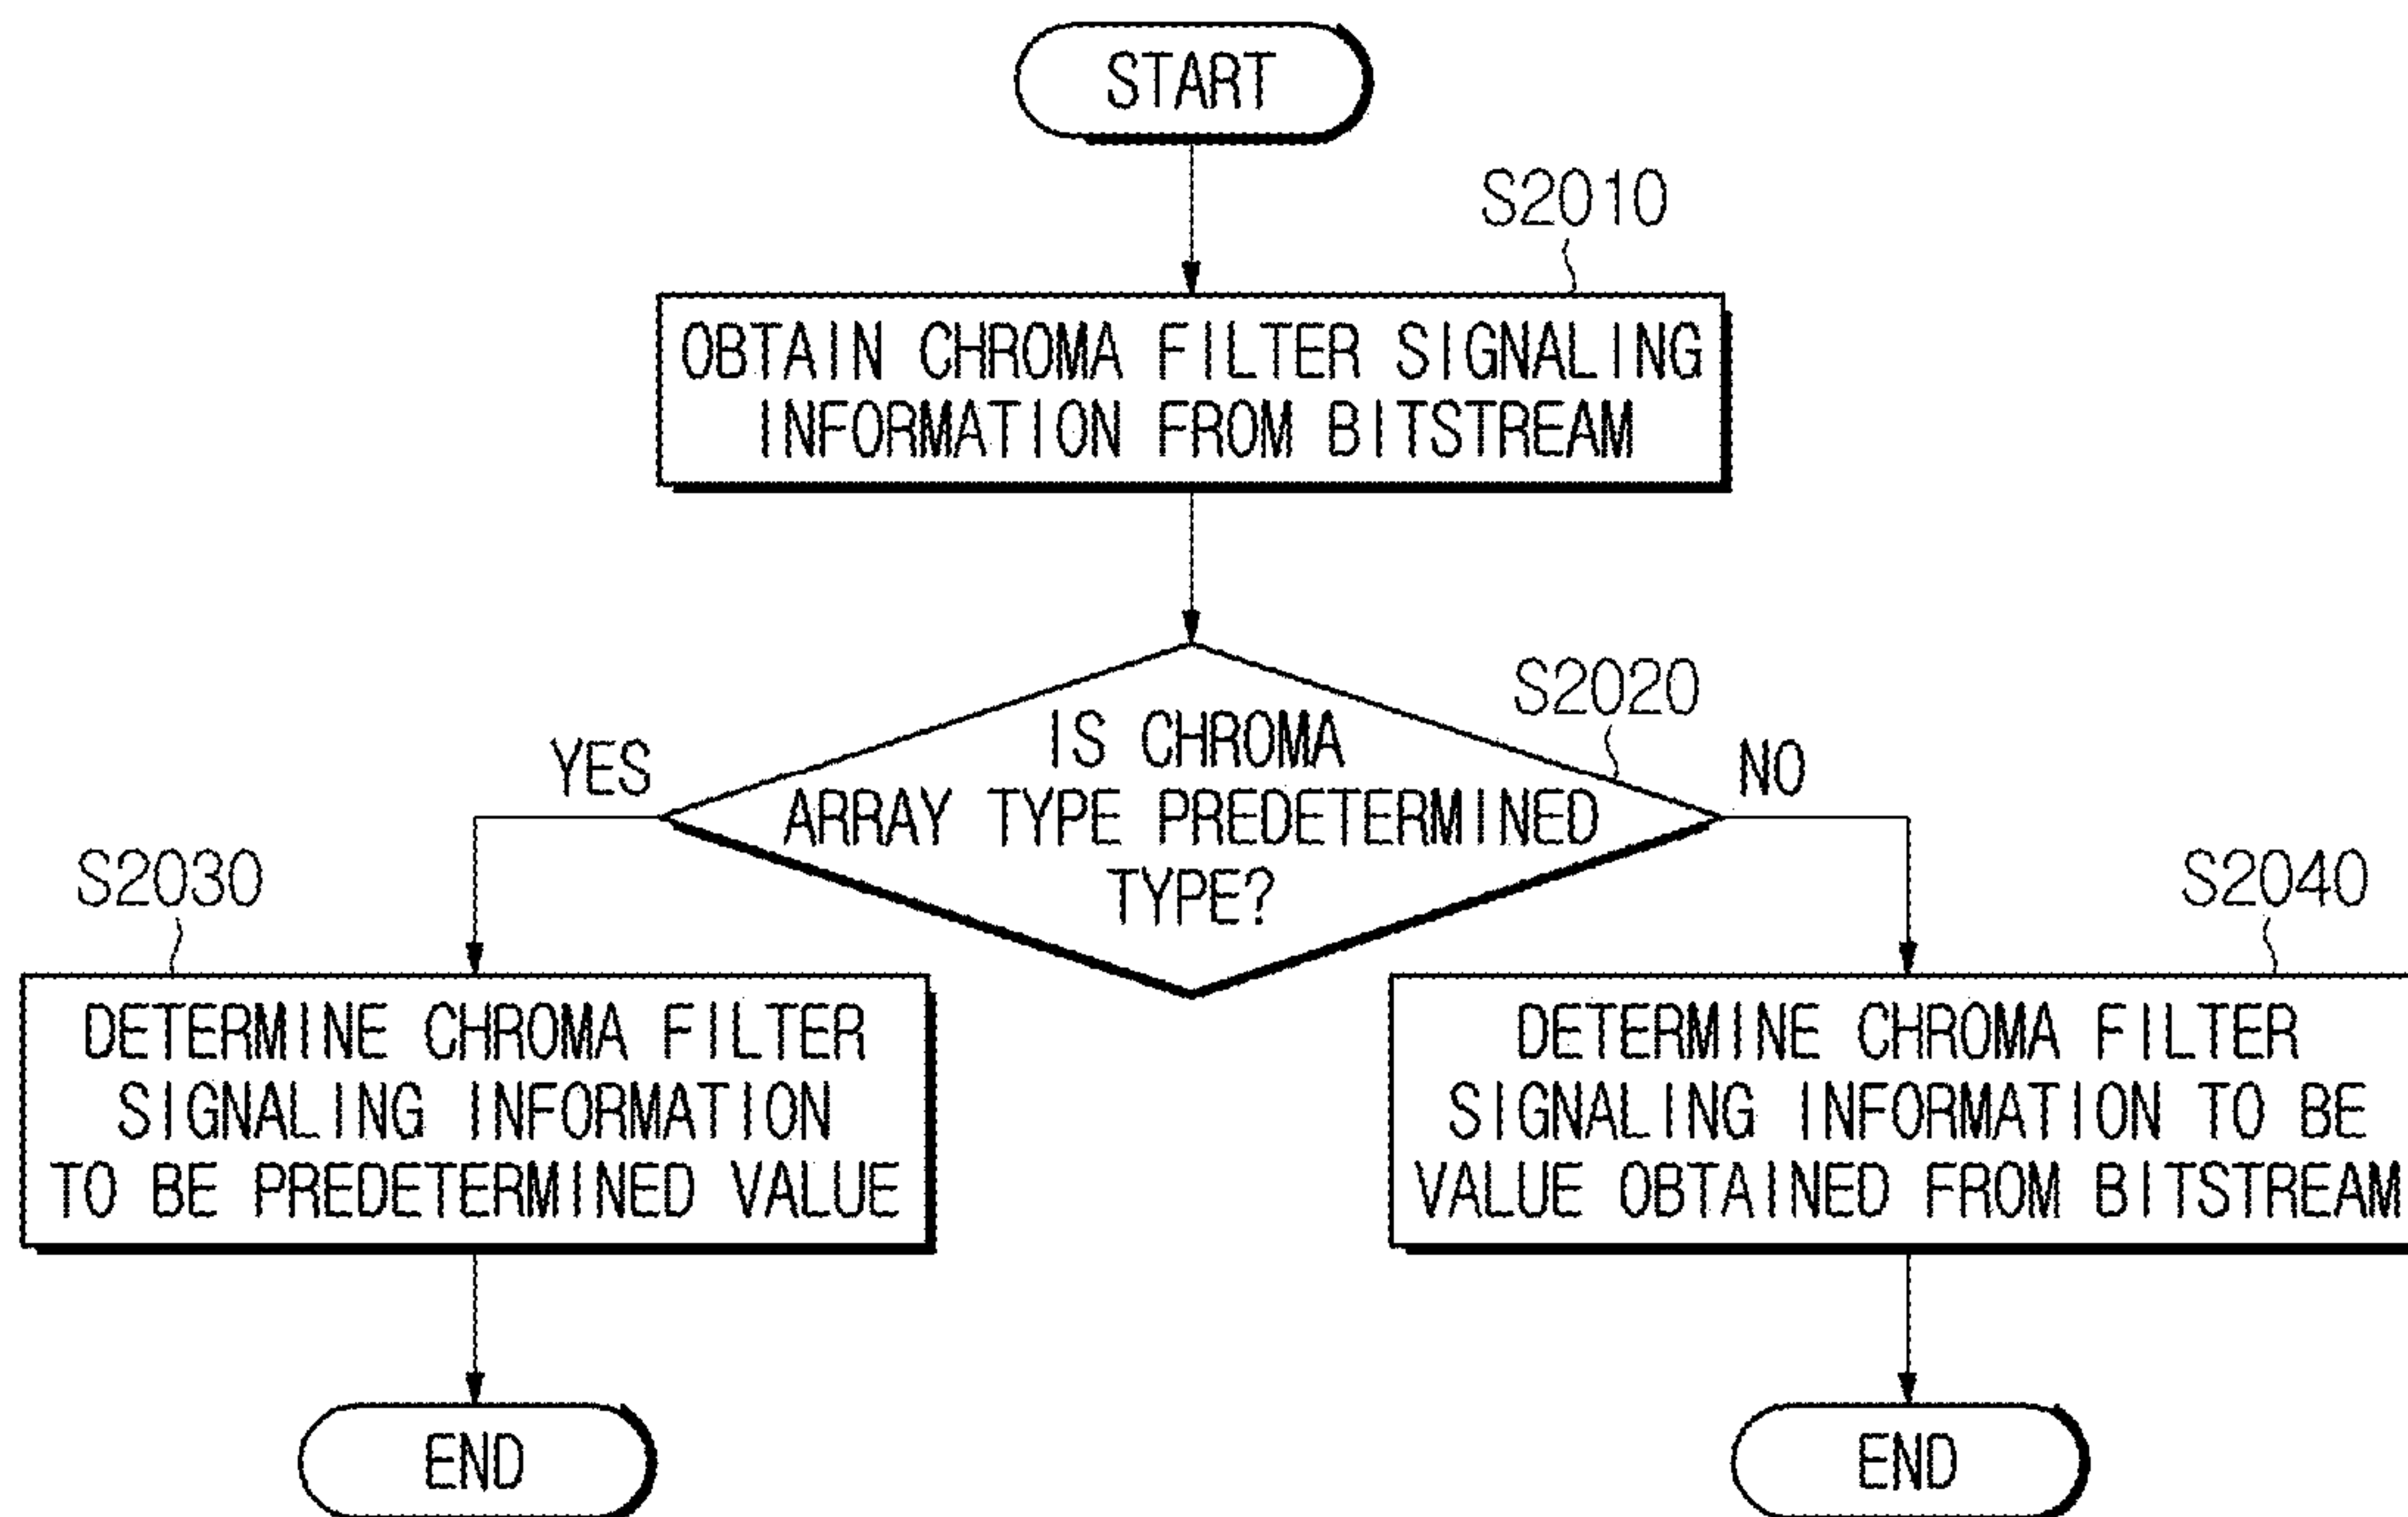 START
S2010
OBTAIN CHROMA FILTER SIGNALING
INFORMATION FROM BITSTREAM
S2020
IS CHROMA
ARRAY TYPE PREDETERMINED
TYPE?
YES
NO
S2030
DETERMINE CHROMA FILTER
SIGNALING INFORMATION
TO BE PREDETERMINED VALUE
S2040
DETERMINE CHROMA FILTER
SIGNALING INFORMATION TO BE
VALUE OBTAINED FROM BITSTREAM
END
END